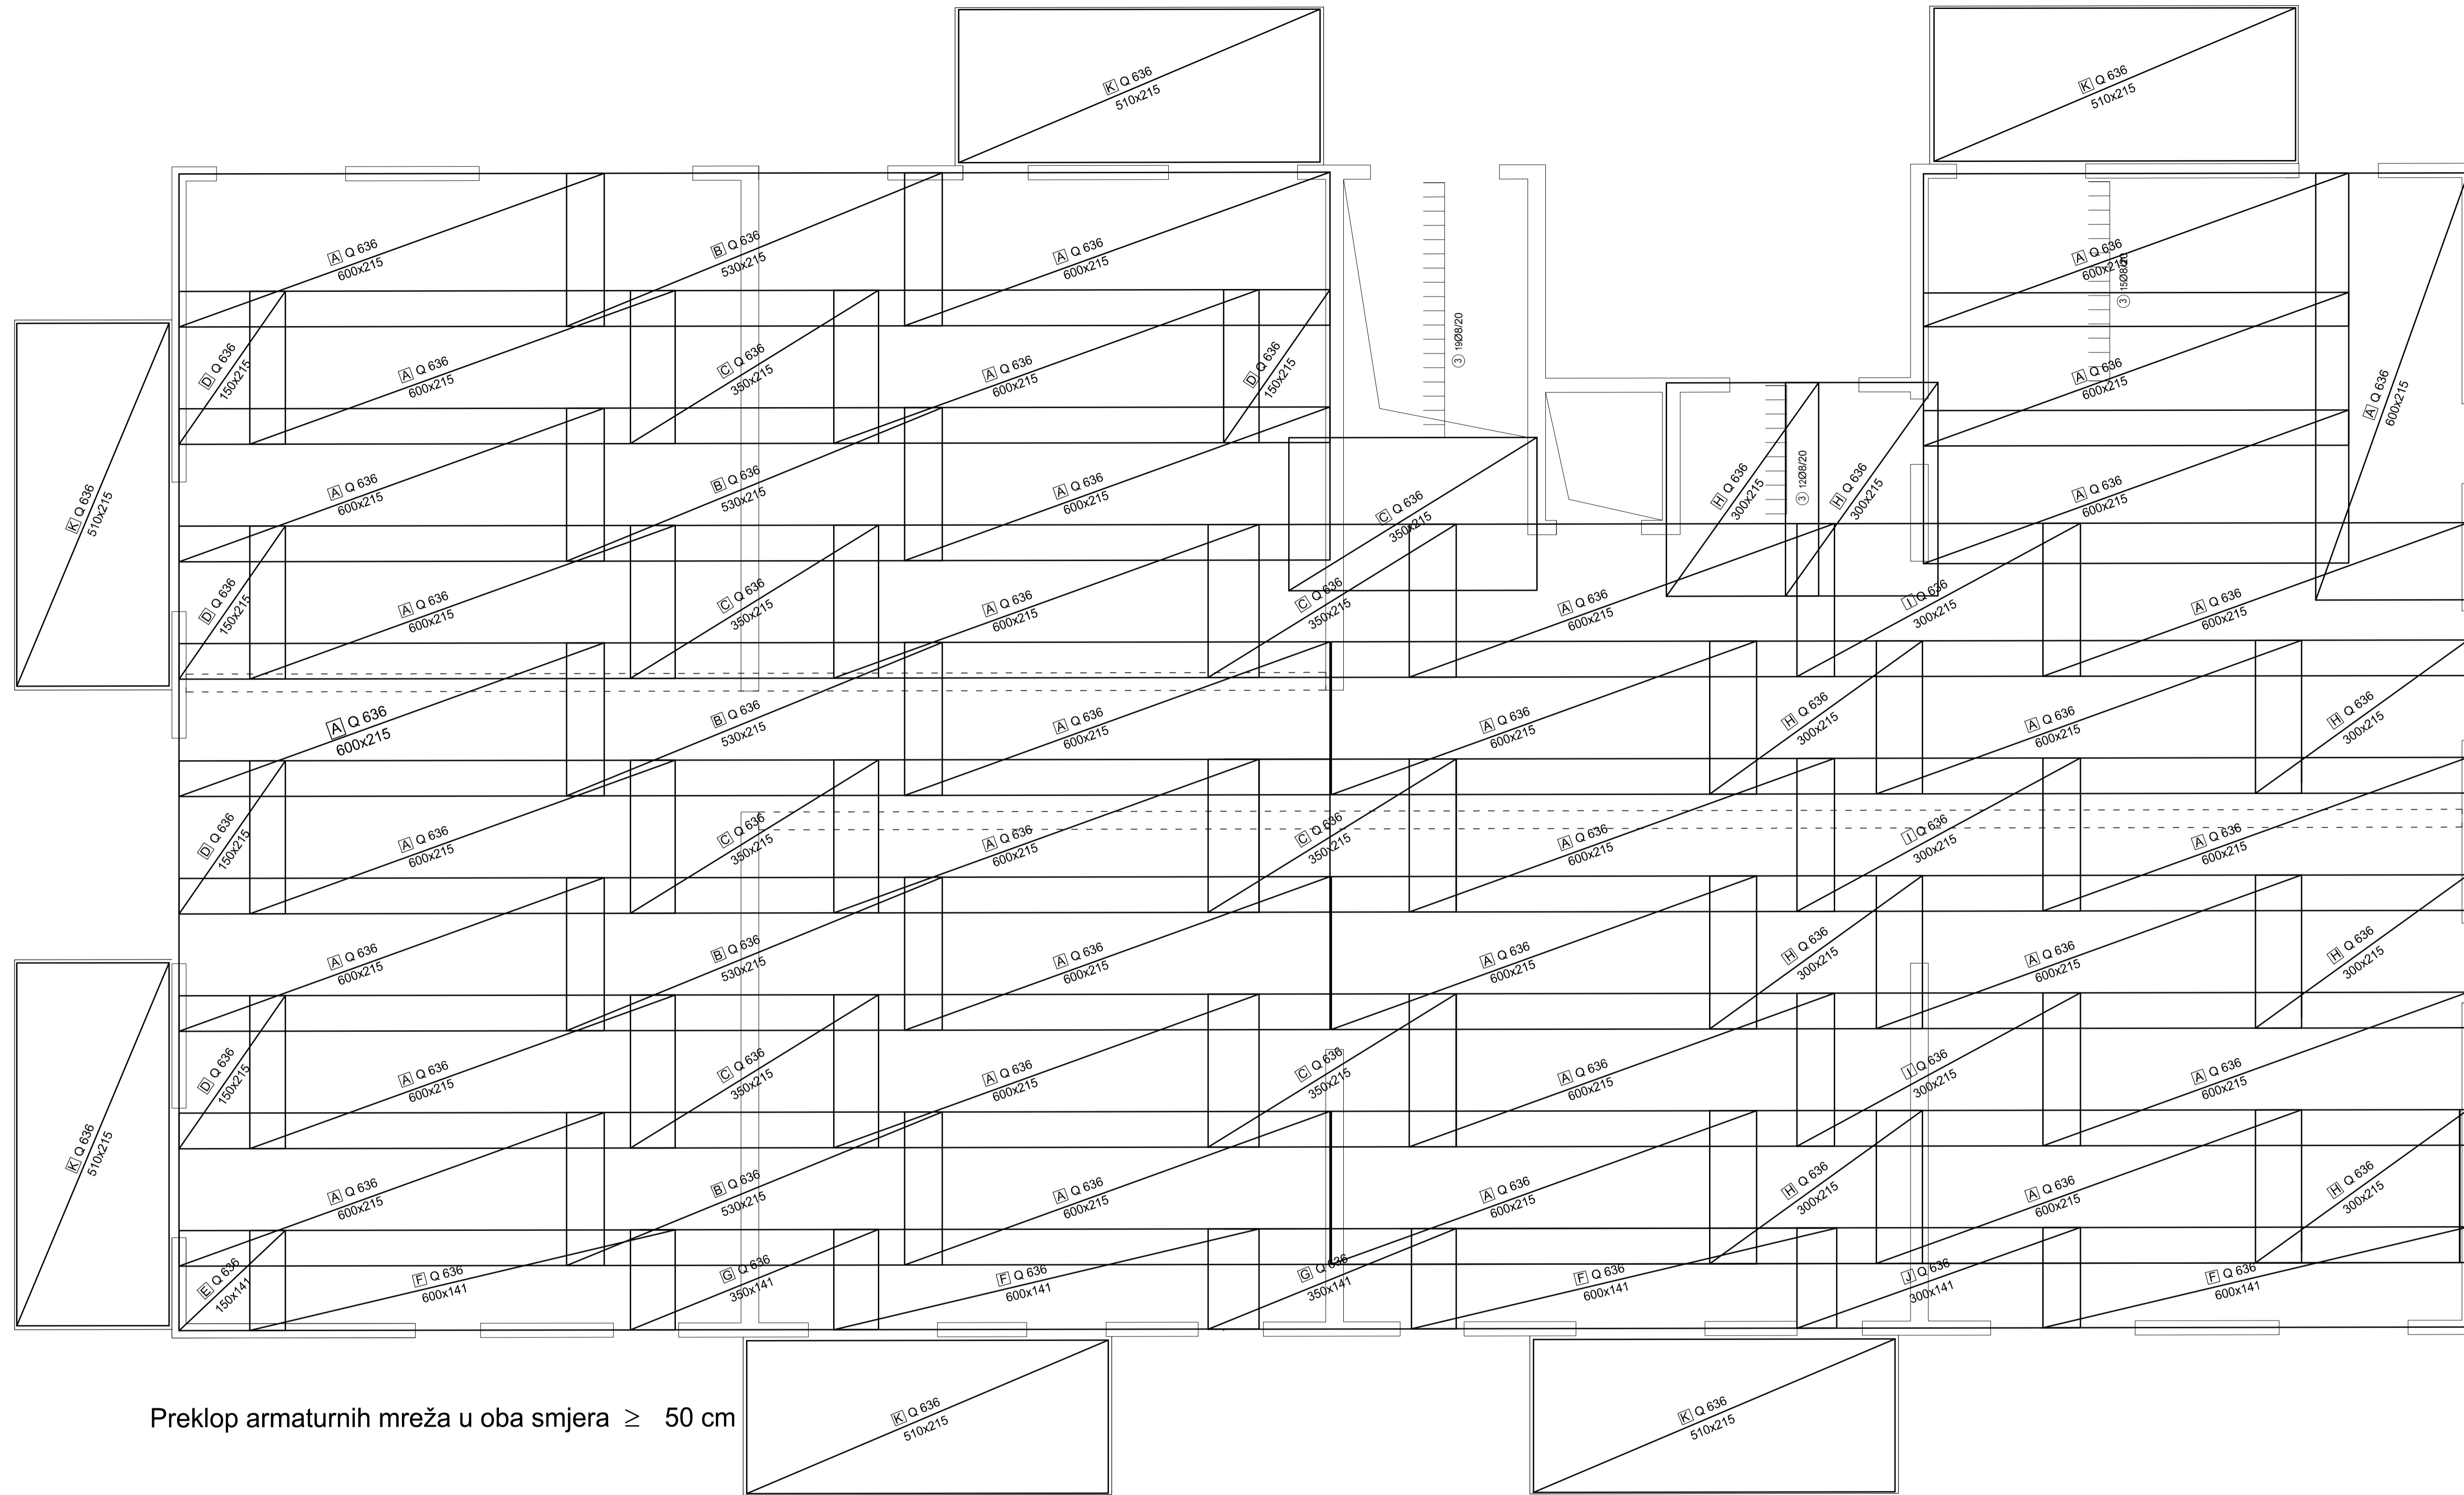 K Q 636
510x215
K Q 636
510x215
A Q 636
600x215
B Q 636
530x215
A Q 636
600x215
A Q 636
600x215
3 15Ø8/20
D Q 636
150x215
A Q 636
600x215
C Q 636
350x215
A Q 636
600x215
D Q 636
150x215
3 19Ø8/20
A Q 636
600x215
A Q 636
600x215
K Q 636
510x215
A Q 636
600x215
B Q 636
530x215
A Q 636
600x215
C Q 636
350x215
H Q 636
300x215
3 12Ø8/20
H Q 636
300x215
A Q 636
600x215
D Q 636
150x215
A Q 636
600x215
C Q 636
350x215
A Q 636
600x215
C Q 636
350x215
A Q 636
600x215
I Q 636
300x215
A Q 636
600x215
A Q 636
600x215
B Q 636
530x215
A Q 636
600x215
A Q 636
600x215
H Q 636
300x215
A Q 636
600x215
H Q 636
300x215
D Q 636
150x215
A Q 636
600x215
C Q 636
350x215
A Q 636
600x215
C Q 636
350x215
A Q 636
600x215
I Q 636
300x215
A Q 636
600x215
A Q 636
600x215
B Q 636
530x215
A Q 636
600x215
A Q 636
600x215
H Q 636
300x215
A Q 636
600x215
H Q 636
300x215
K Q 636
510x215
D Q 636
150x215
A Q 636
600x215
C Q 636
350x215
A Q 636
600x215
C Q 636
350x215
A Q 636
600x215
I Q 636
300x215
A Q 636
600x215
A Q 636
600x215
B Q 636
530x215
A Q 636
600x215
A Q 636
600x215
H Q 636
300x215
A Q 636
600x215
H Q 636
300x215
E Q 636
150x141
F Q 636
600x141
G Q 636
350x141
F Q 636
600x141
G Q 636
350x141
F Q 636
600x141
J Q 636
300x141
F Q 636
600x141
Preklop armaturnih mreža u oba smjera ≥ 50 cm
K Q 636
510x215
K Q 636
510x215